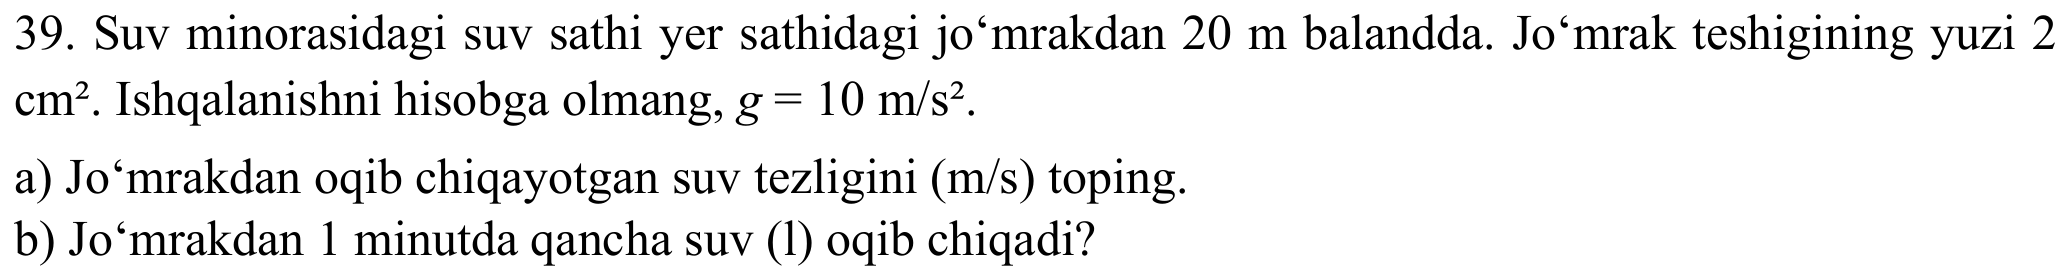 39. Suv minorasidagi suv sathi yer sathidagi jo‘mrakdan 20 m balandda. Jo‘mrak teshigining yuzi 2
cm². Ishqalanishni hisobga olmang, g = 10 m/s².
a) Jo‘mrakdan oqib chiqayotgan suv tezligini (m/s) toping.
b) Jo‘mrakdan 1 minutda qancha suv (l) oqib chiqadi?